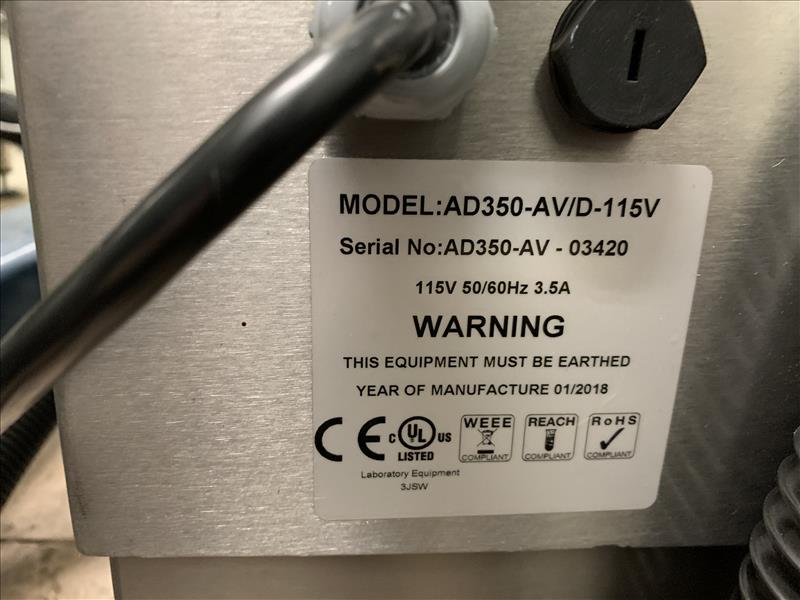 MODEL:AD350-AV/D-115V
Serial No:AD350-AV - 03420
115V 50/60Hz 3.5A
WARNING
THIS EQUIPMENT MUST BE EARTHED
YEAR OF MANUFACTURE 01/2018
CE C UL US LISTED
WEEE COMPLIANT
REACH COMPLIANT
RoHS COMPLIANT
Laboratory Equipment
3JSW